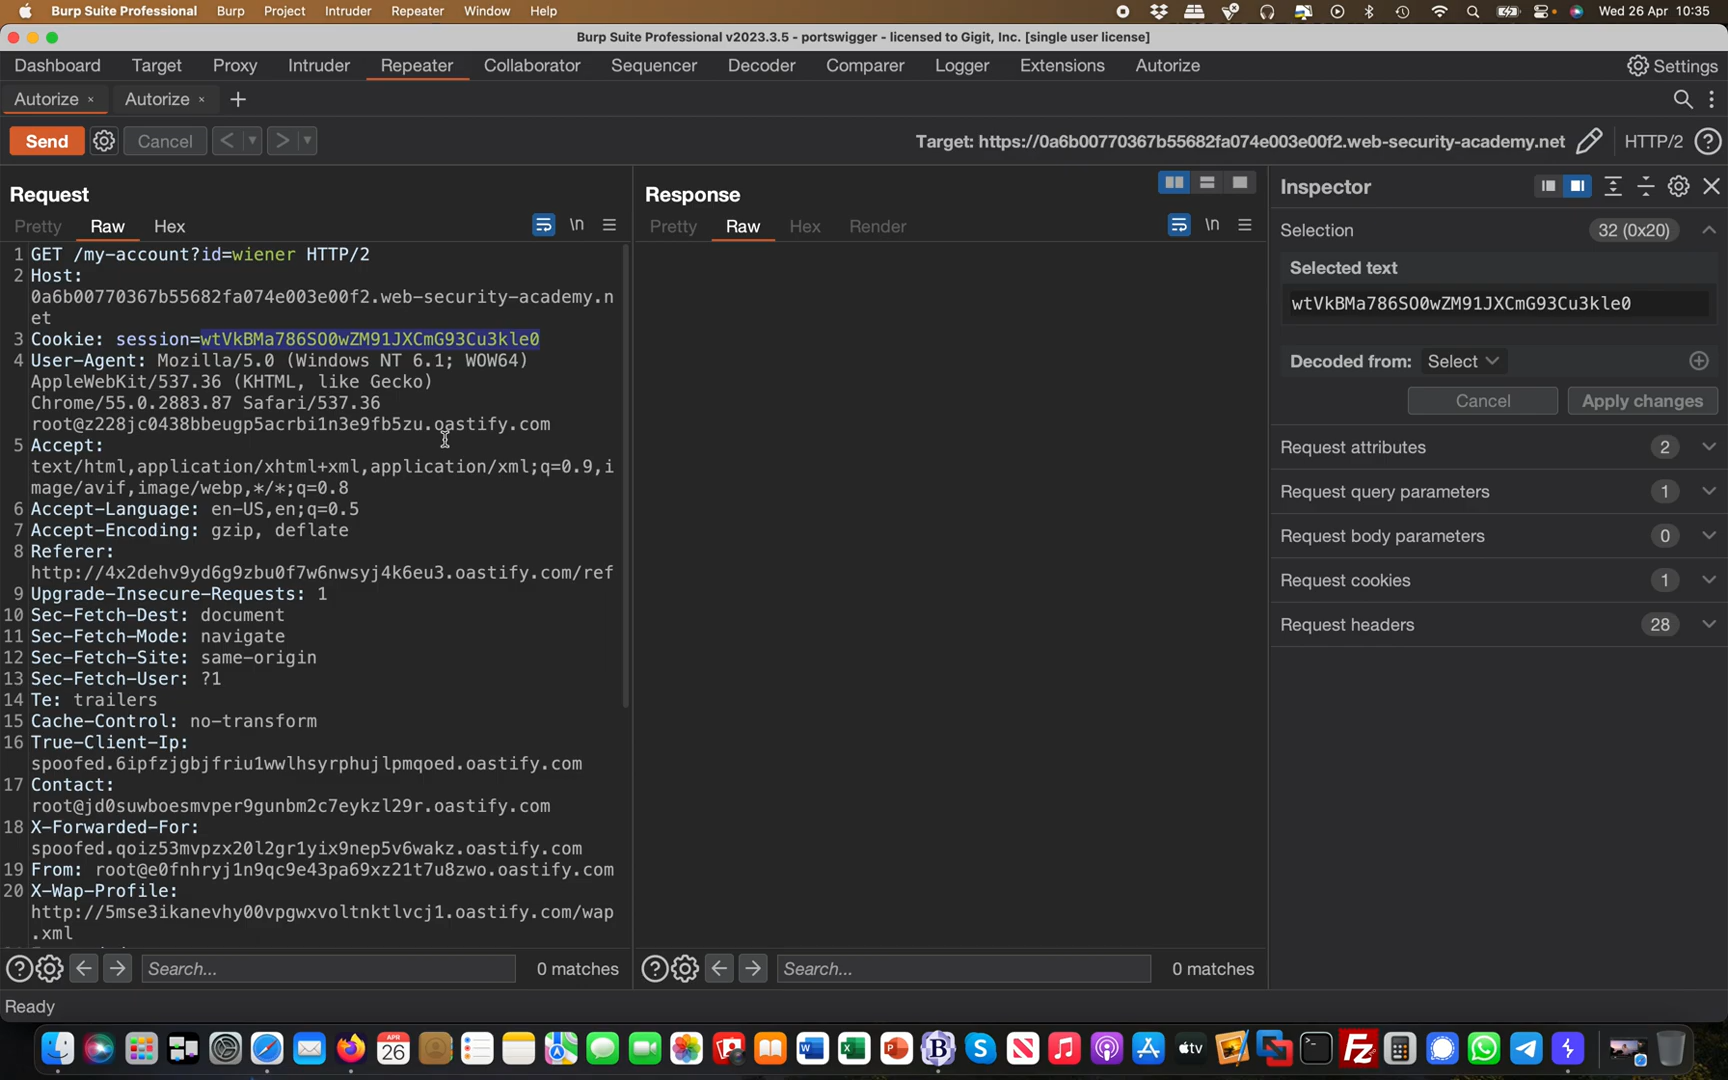 Burp Suite Professional Burp Project Intruder Repeater Window Help Wed 26 Apr 10:35
Burp Suite Professional v2023.3.5 - portswigger - licensed to Gigit, Inc. [single user license]
Dashboard Target Proxy Intruder Repeater Collaborator Sequencer Decoder Comparer Logger Extensions Autorize Settings
Autorize × Autorize × +
Send Cancel < > Target: https://0a6b00770367b55682fa074e003e00f2.web-security-academy.net HTTP/2 ?
Request
Pretty Raw Hex \n
1 GET /my-account?id=wiener HTTP/2
2 Host:
0a6b00770367b55682fa074e003e00f2.web-security-academy.n
et
3 Cookie: session=wtVkBMa786SO0wZM91JXCmG93Cu3kle0
4 User-Agent: Mozilla/5.0 (Windows NT 6.1; WOW64)
AppleWebKit/537.36 (KHTML, like Gecko)
Chrome/55.0.2883.87 Safari/537.36
root@z228jc0438bbeugp5acrbi1n3e9fb5zu.oastify.com
5 Accept:
text/html,application/xhtml+xml,application/xml;q=0.9,i
mage/avif,image/webp,*/*;q=0.8
6 Accept-Language: en-US,en;q=0.5
7 Accept-Encoding: gzip, deflate
8 Referer:
http://4x2dehv9yd6g9zbu0f7w6nwsyj4k6eu3.oastify.com/ref
9 Upgrade-Insecure-Requests: 1
10 Sec-Fetch-Dest: document
11 Sec-Fetch-Mode: navigate
12 Sec-Fetch-Site: same-origin
13 Sec-Fetch-User: ?1
14 Te: trailers
15 Cache-Control: no-transform
16 True-Client-Ip:
spoofed.6ipfzjgbjfriu1wwlhsyrphujlpmqoed.oastify.com
17 Contact:
root@jd0suwboesmvper9gunbm2c7eykzl29r.oastify.com
18 X-Forwarded-For:
spoofed.qoiz53mvpzx20l2gr1yix9nep5v6wakz.oastify.com
19 From: root@e0fnhryj1n9qc9e43pa69xz21t7u8zwo.oastify.com
20 X-Wap-Profile:
http://5mse3ikanevhy00vpgwxvoltnktlvcj1.oastify.com/wap
.xml
Search... 0 matches
Response
Pretty Raw Hex Render \n
Search... 0 matches
Inspector
Selection 32 (0x20)
Selected text
wtVkBMa786SO0wZM91JXCmG93Cu3kle0
Decoded from: Select
Cancel Apply changes
Request attributes 2
Request query parameters 1
Request body parameters 0
Request cookies 1
Request headers 28
Ready
APR
26
tv